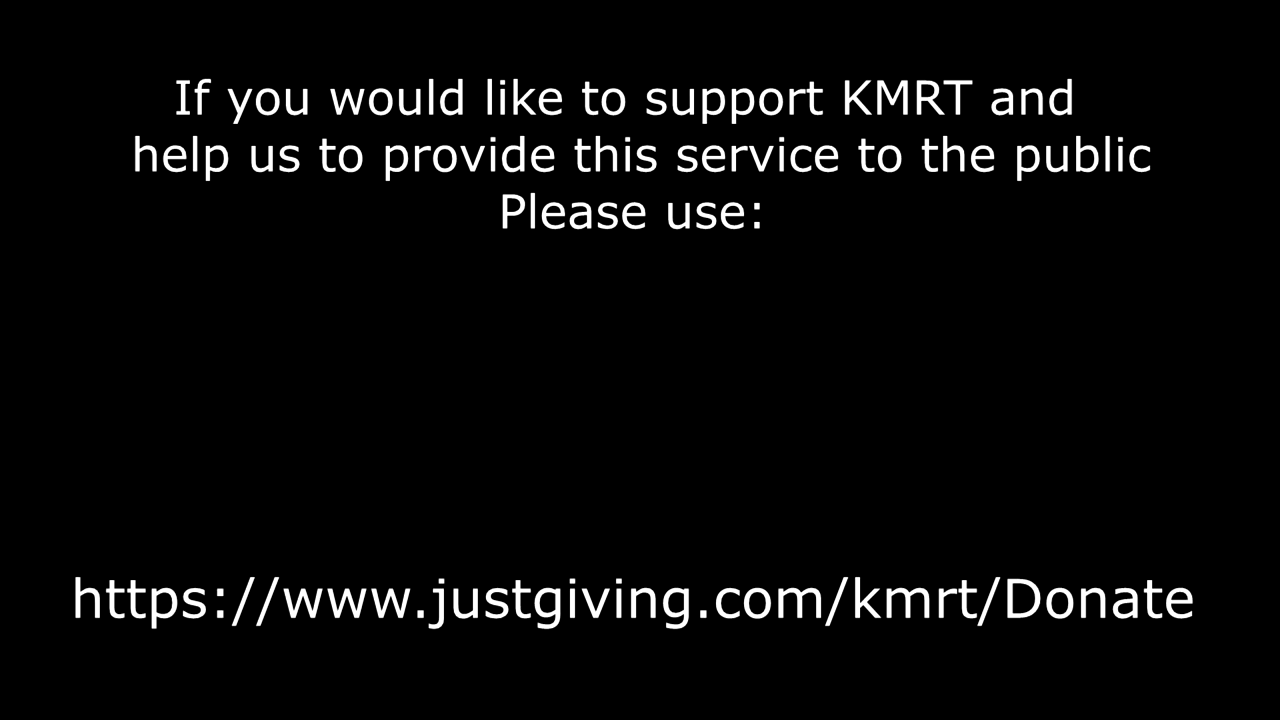 If you would like to support KMRT and
help us to provide this service to the public
Please use:
https://www.justgiving.com/kmrt/Donate